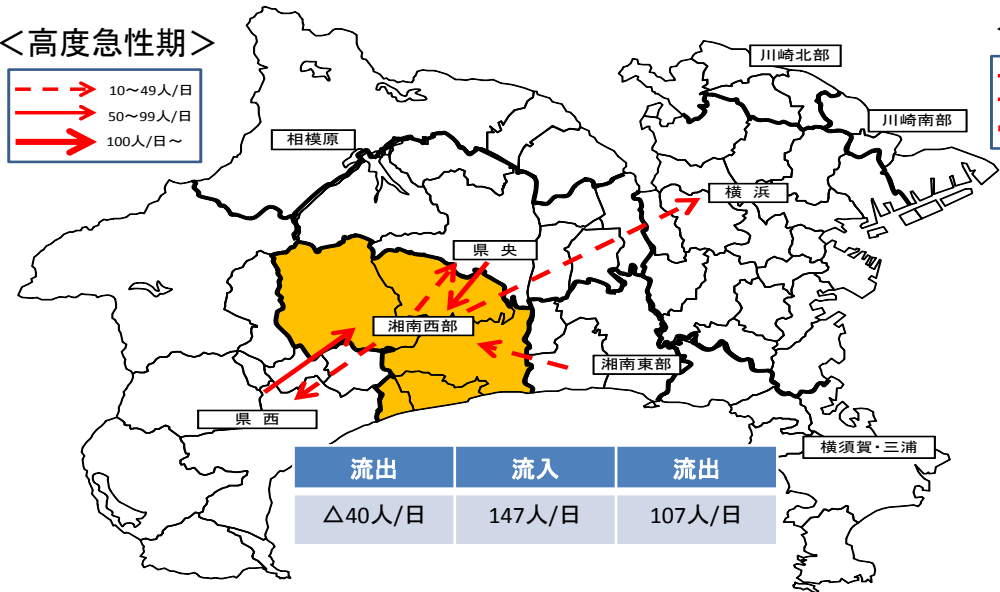 ＜高度急性期＞
10～49人/日
50～99人/日
100人/日～
川崎北部
川崎南部
相模原
横 浜
県 央
湘南西部
湘南東部
県 西
横須賀・三浦
流出 流入 流出
△40人/日 147人/日 107人/日